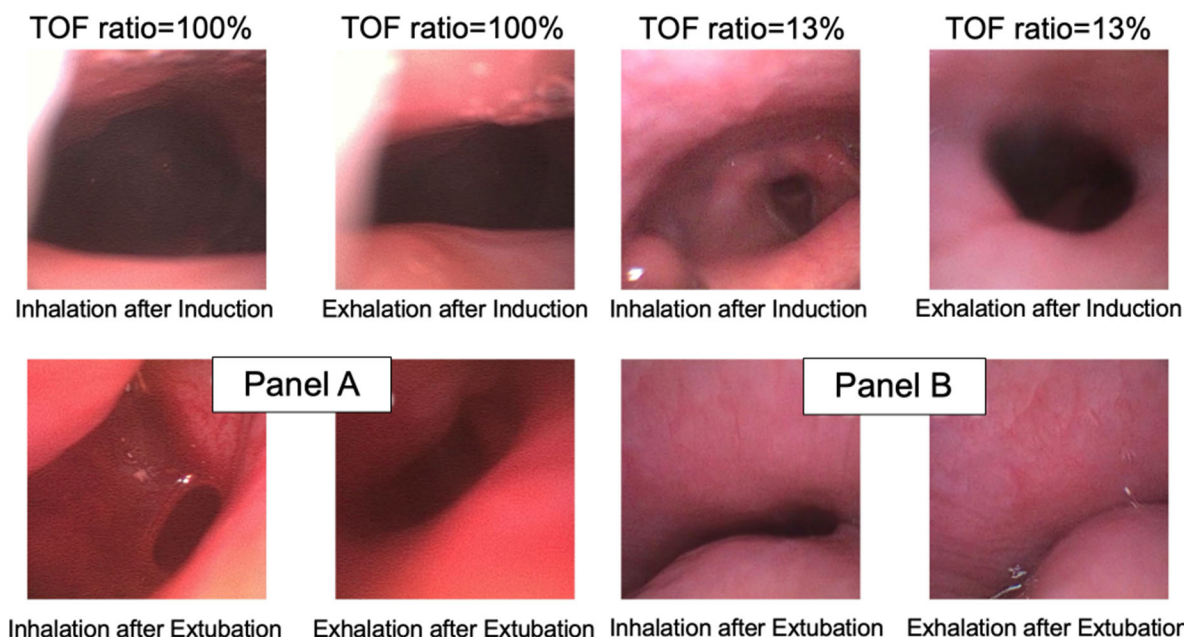 TOF ratio=100%
TOF ratio=100%
TOF ratio=13%
TOF ratio=13%
Inhalation after Induction
Exhalation after Induction
Inhalation after Induction
Exhalation after Induction
Panel A
Panel B
Inhalation after Extubation
Exhalation after Extubation
Inhalation after Extubation
Exhalation after Extubation